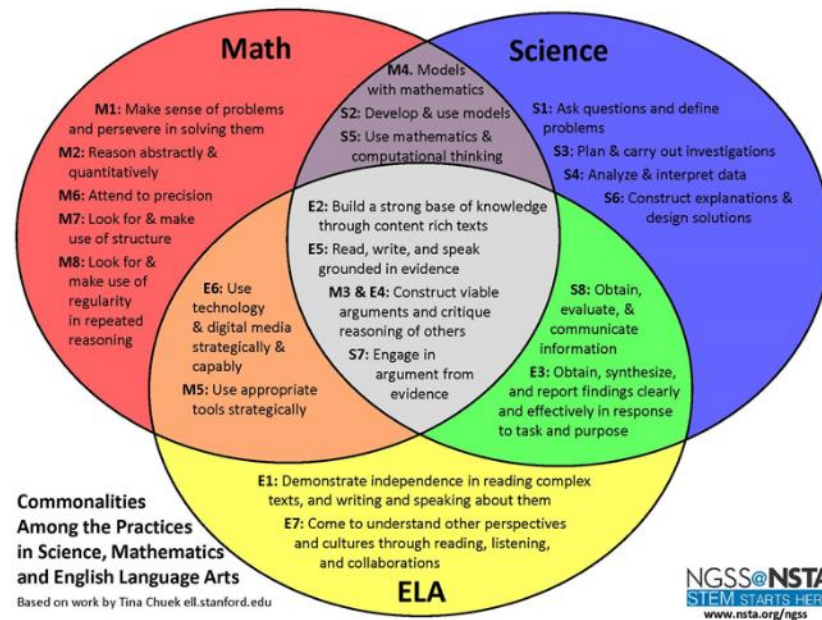 Math
Science
M1: Make sense of problems
and persevere in solving them
M2: Reason abstractly &
quantitatively
M6: Attend to precision
M7: Look for & make
use of structure
M8: Look for &
make use of
regularity
in repeated
reasoning
M4. Models
with mathematics
S2: Develop & use models
S5: Use mathematics &
computational thinking
S1: Ask questions and define
problems
S3: Plan & carry out investigations
S4: Analyze & interpret data
S6: Construct explanations &
design solutions
E2: Build a strong base of knowledge
through content rich texts
E5: Read, write, and speak
grounded in evidence
M3 & E4: Construct viable
arguments and critique
reasoning of others
S7: Engage in
argument from
evidence
E6: Use
technology
& digital media
strategically &
capably
M5: Use appropriate
tools strategically
S8: Obtain,
evaluate, &
communicate
information
E3: Obtain, synthesize,
and report findings clearly
and effectively in response
to task and purpose
E1: Demonstrate independence in reading complex
texts, and writing and speaking about them
E7: Come to understand other perspectives
and cultures through reading, listening,
and collaborations
ELA
Commonalities
Among the Practices
in Science, Mathematics
and English Language Arts
Based on work by Tina Chuek ell.stanford.edu
NGSS@NSTA
STEM STARTS HERE
www.nsta.org/ngss